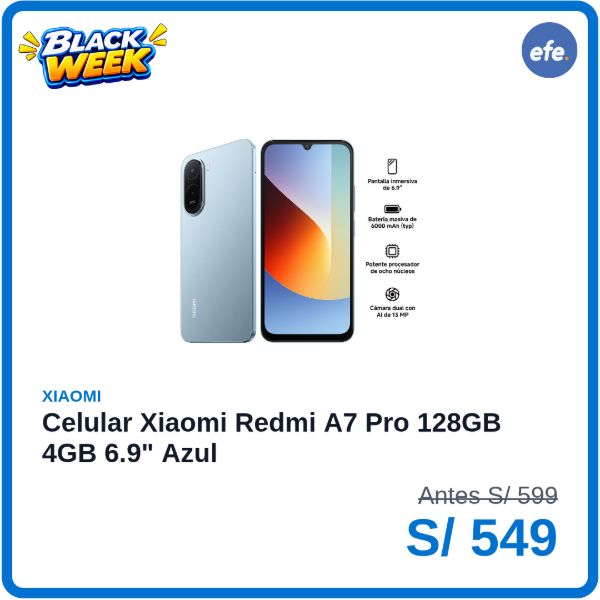 BLACK
WEEK
efe.
Pantalla inmersiva
de 6.9"
Batería masiva de
6000 mAh (typ)
Potente procesador
de ocho núcleos
Cámara dual con
AI de 13 MP
REDMI
XIAOMI
Celular Xiaomi Redmi A7 Pro 128GB
4GB 6.9" Azul
Antes S/ 599
S/ 549